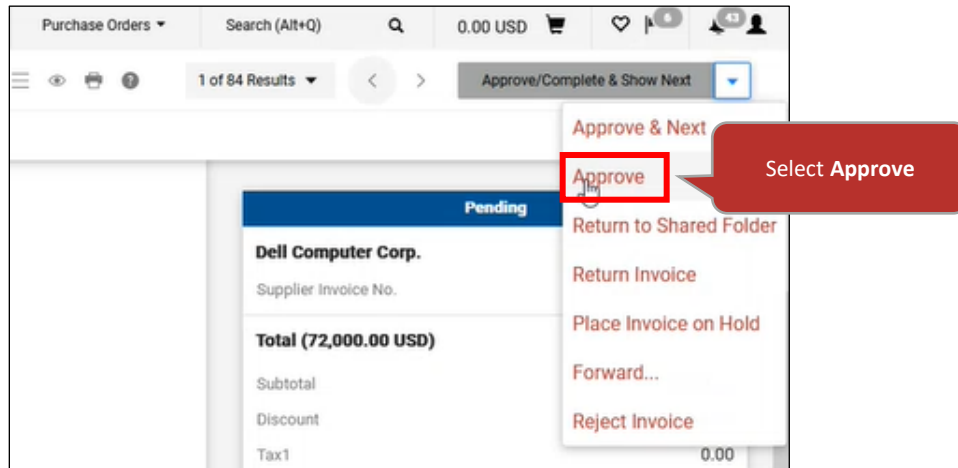 Purchase Orders Search (Alt+Q) 0.00 USD 6 43
1 of 84 Results < > Approve/Complete & Show Next
Approve & Next
Approve
Select Approve
Return to Shared Folder
Return Invoice
Place Invoice on Hold
Forward...
Reject Invoice
Pending
Dell Computer Corp.
Supplier Invoice No.
Total (72,000.00 USD)
Subtotal
Discount
Tax1 0.00